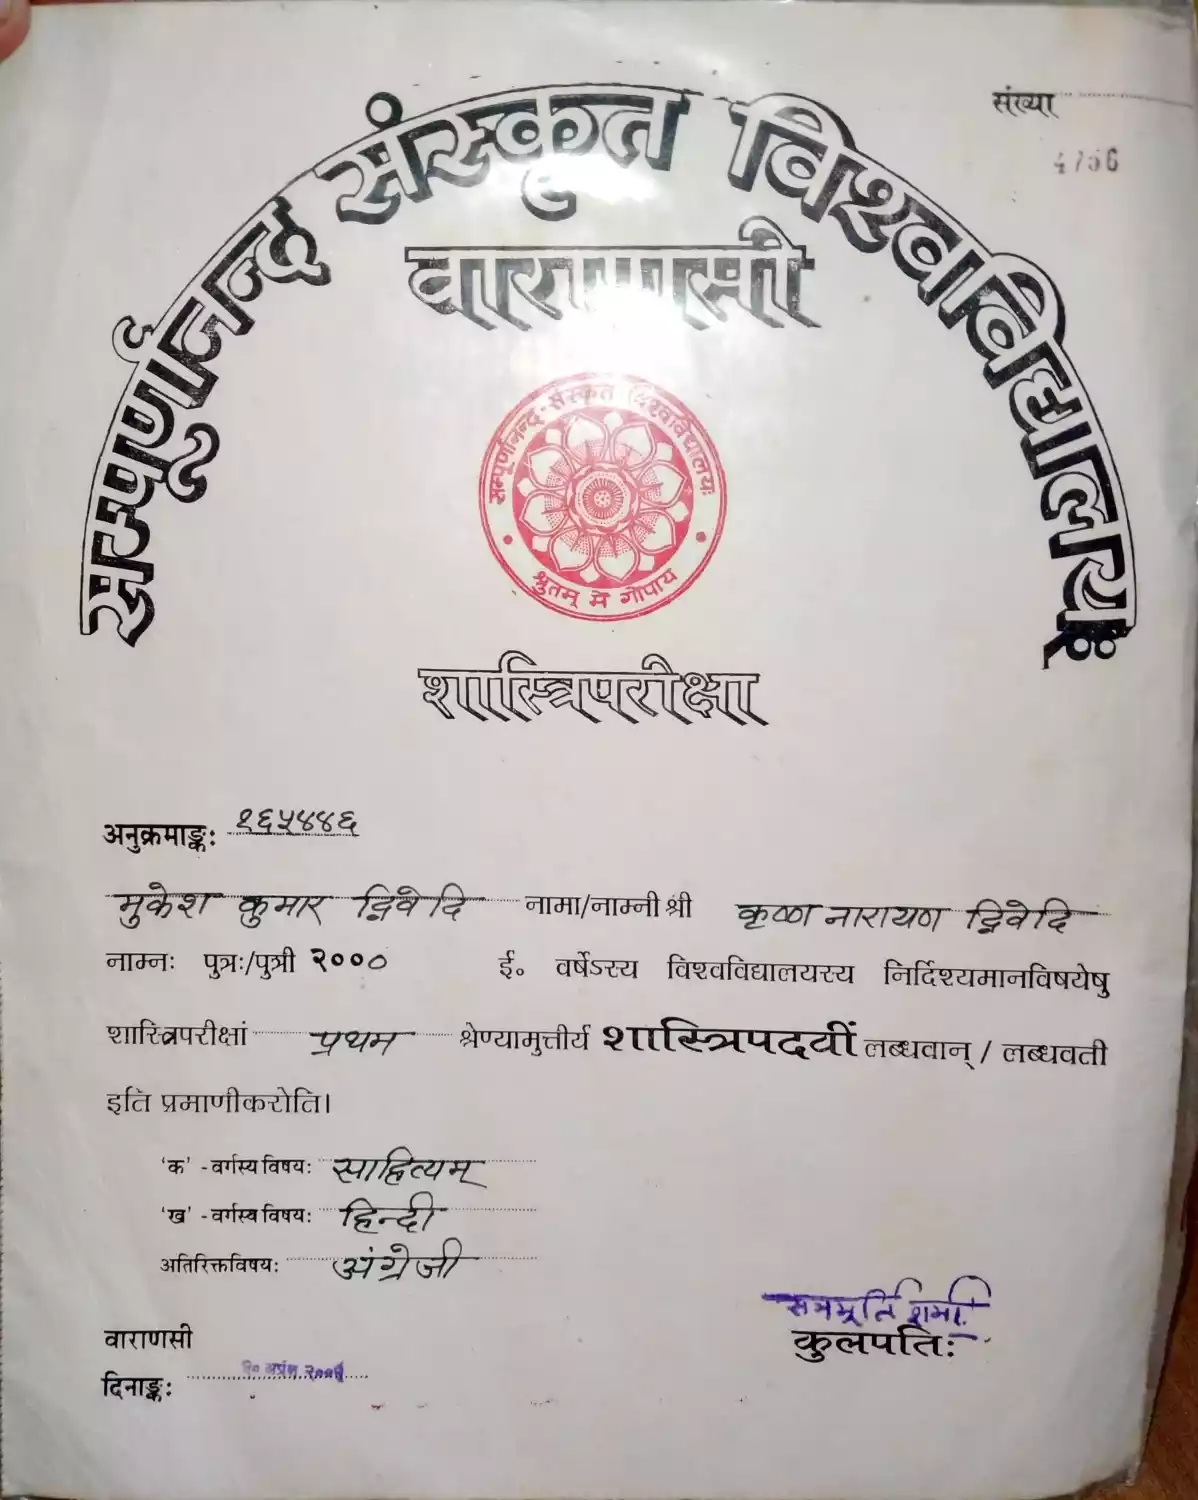 संख्या
सम्पूर्णानन्द संस्कृत विश्वविद्यालयः
वाराणसी
सम्पूर्णानन्द-संस्कृत विश्वविद्यालयः
श्रुतम् मे गोपाय
शास्त्रिपरीक्षा
अनुक्रमाङ्कः १६५४४६
मुकेश कुमार द्विवेदि नामा/नाम्नी श्री कृष्ण नारायण द्विवेदि
नाम्नः पुत्रः/पुत्री २००० ई० वर्षेऽस्य विश्वविद्यालयस्य निर्दिश्यमानविषयेषु
शास्त्रिपरीक्षां प्रथम श्रेण्यामुत्तीर्य शास्त्रिपदवीं लब्धवान् / लब्धवती
इति प्रमाणीकरोति।
'क' - वर्गस्य विषयः साहित्यम्
'ख' - वर्गस्य विषयः हिन्दी
अतिरिक्तविषयः अंग्रेजी
शर्मा
कुलपतिः
वाराणसी
दिनाङ्कः